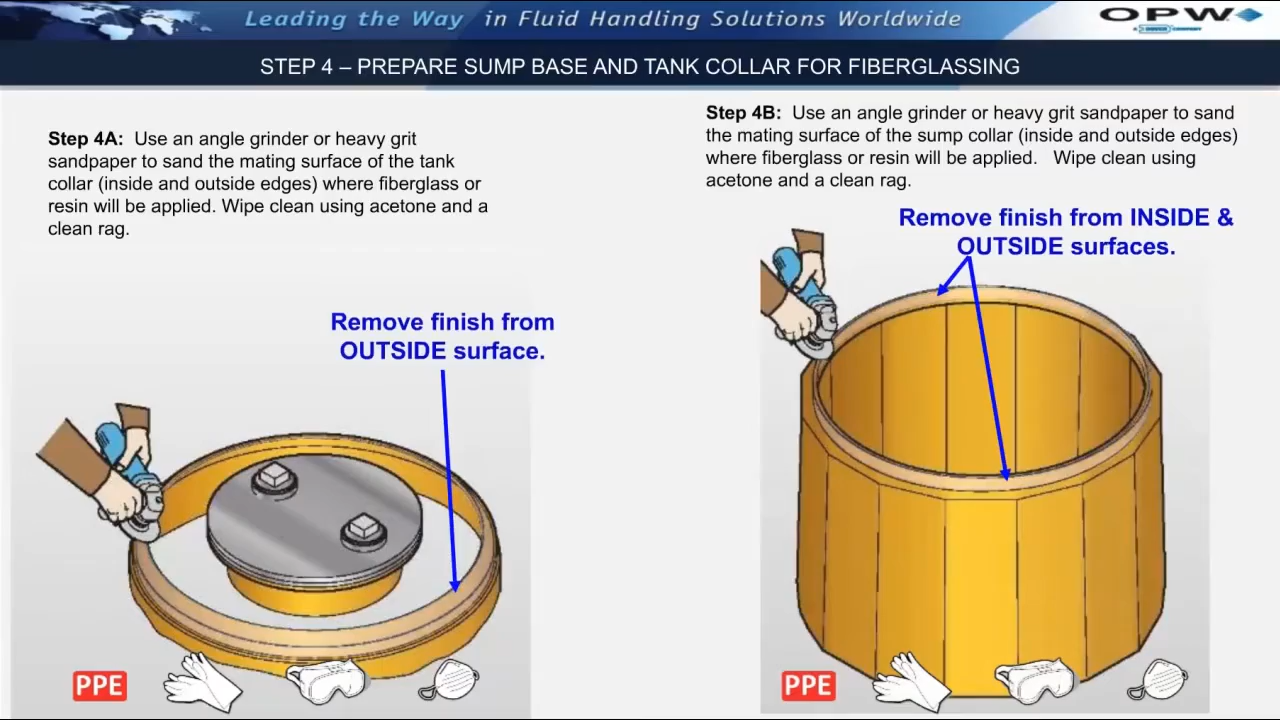 Leading the Way in Fluid Handling Solutions Worldwide
OPW
STEP 4 – PREPARE SUMP BASE AND TANK COLLAR FOR FIBERGLASSING
Step 4A: Use an angle grinder or heavy grit
sandpaper to sand the mating surface of the tank
collar (inside and outside edges) where fiberglass or
resin will be applied. Wipe clean using acetone and a
clean rag.
Remove finish from
OUTSIDE surface.
PPE
Step 4B: Use an angle grinder or heavy grit sandpaper to sand
the mating surface of the sump collar (inside and outside edges)
where fiberglass or resin will be applied. Wipe clean using
acetone and a clean rag.
Remove finish from INSIDE &
OUTSIDE surfaces.
PPE